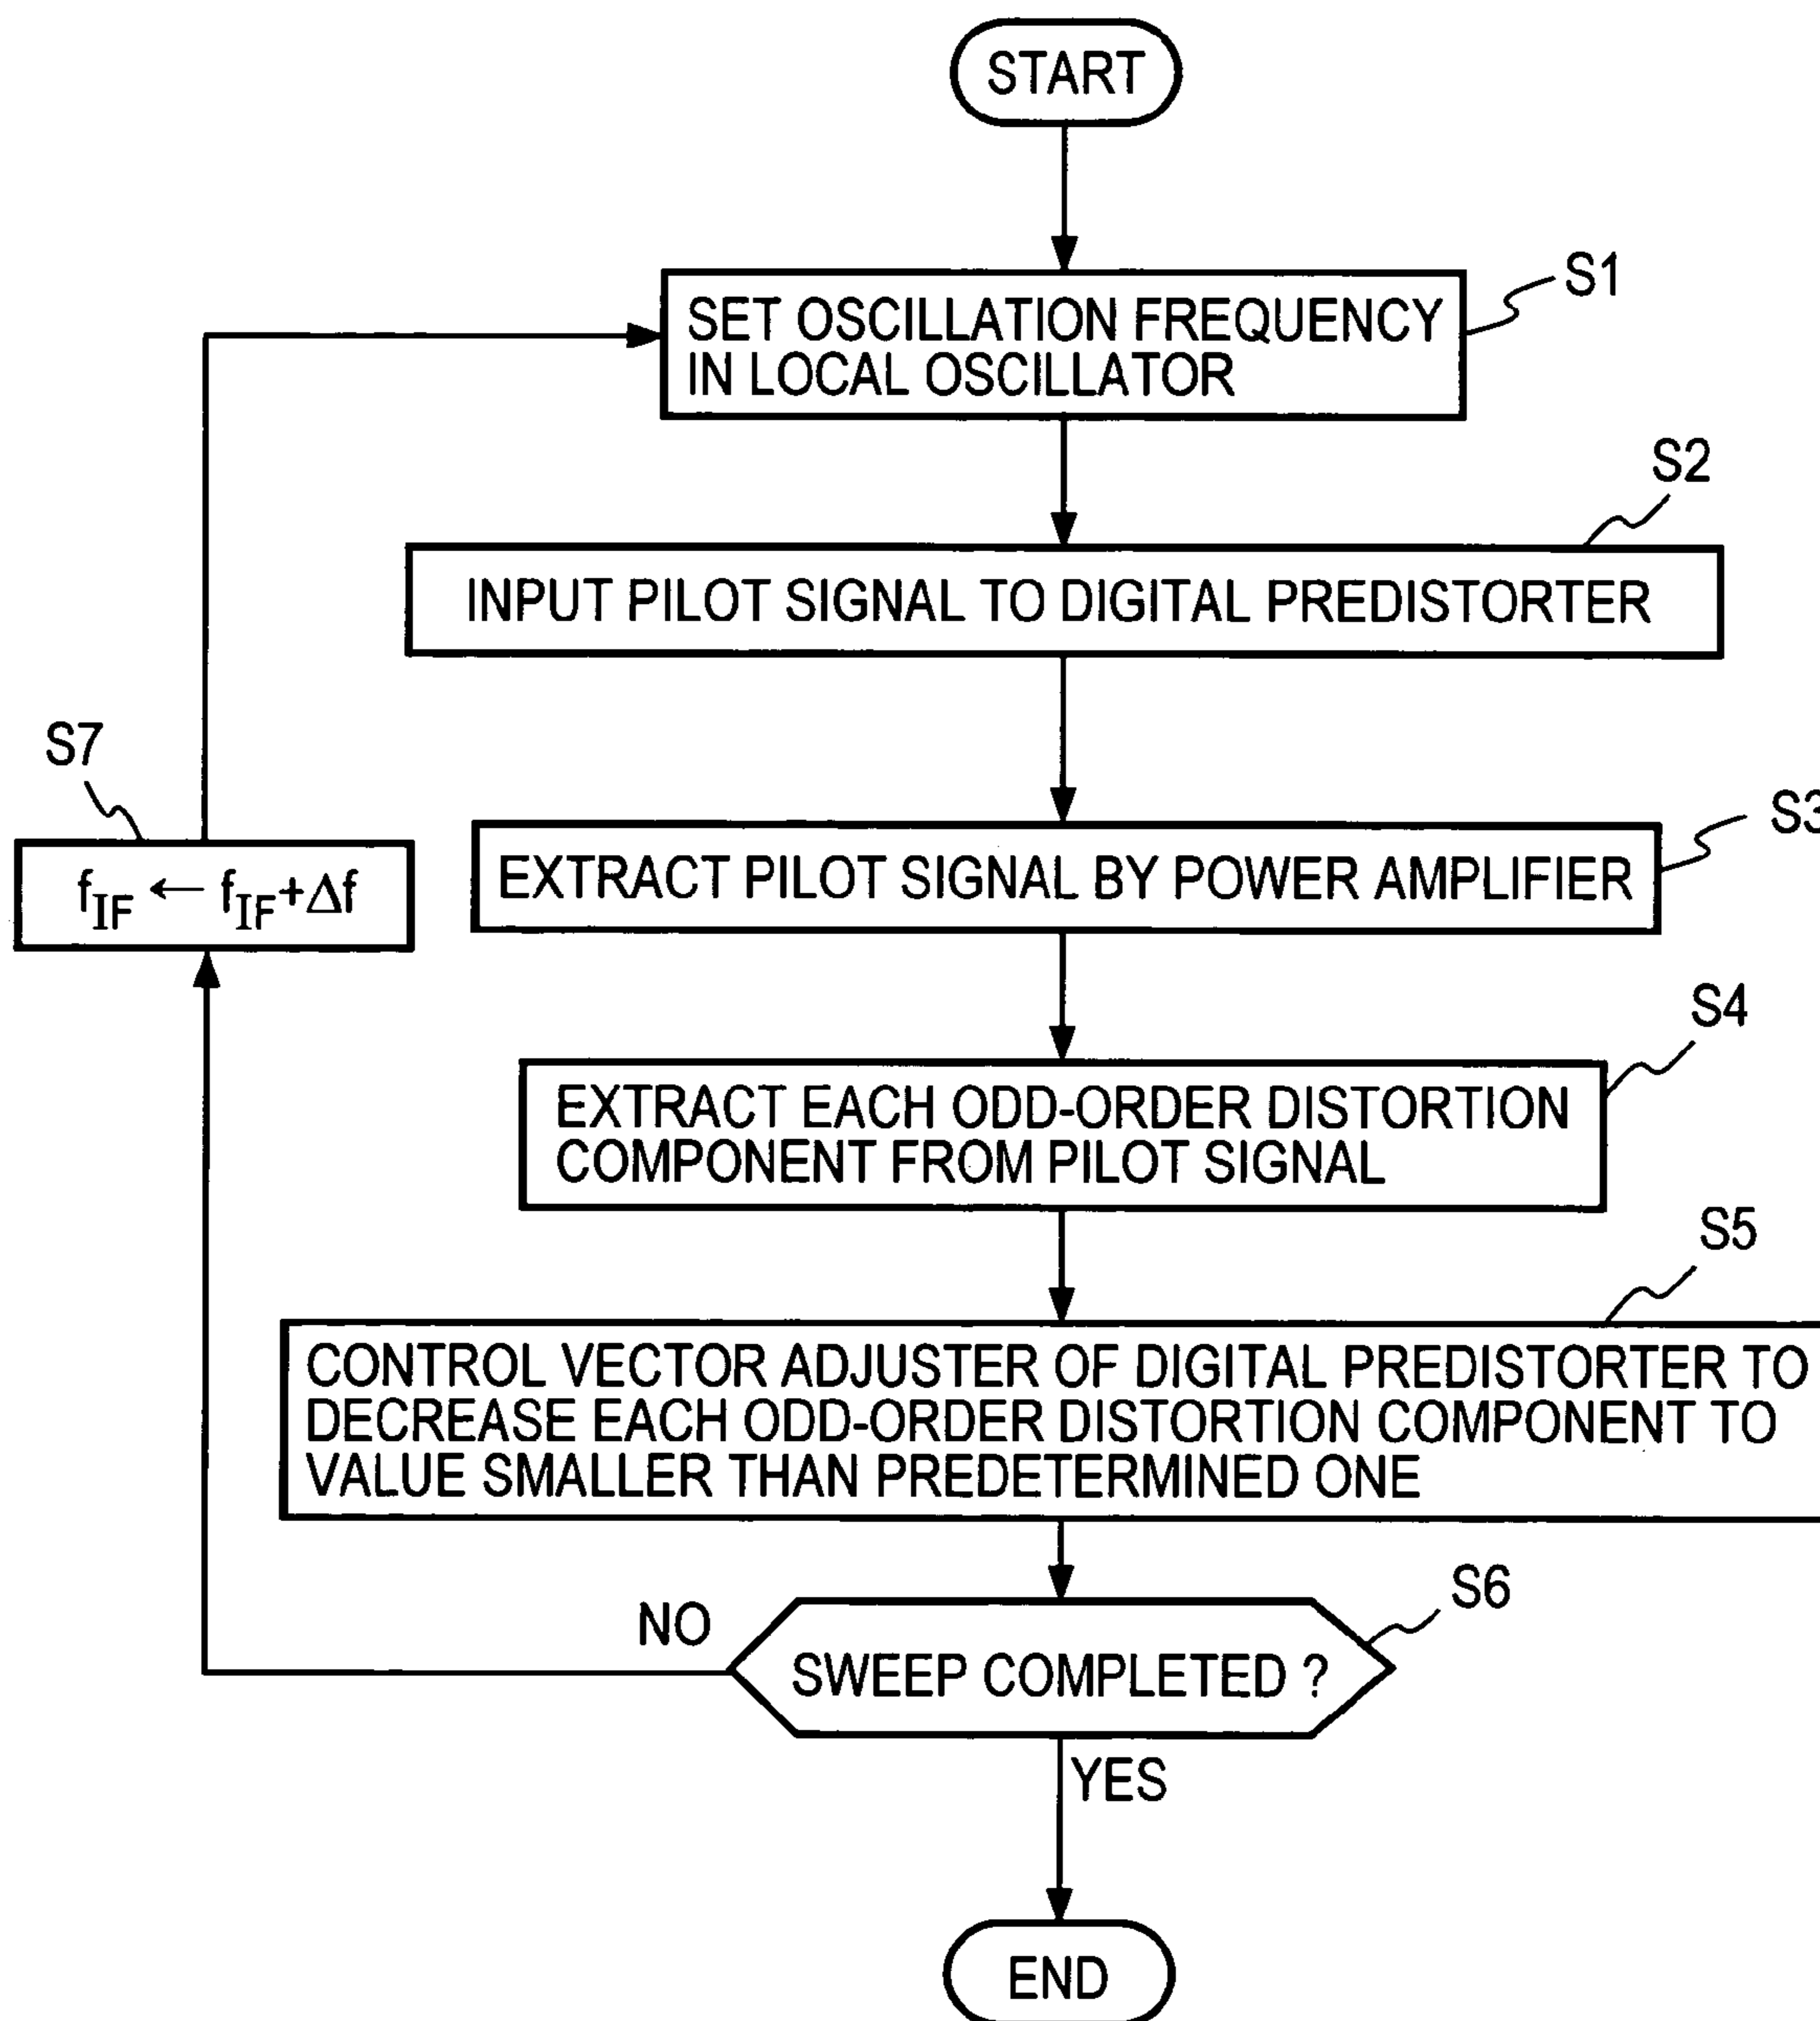 START
S1
SET OSCILLATION FREQUENCY
IN LOCAL OSCILLATOR
S2
INPUT PILOT SIGNAL TO DIGITAL PREDISTORTER
S7
f_IF ← f_IF+Δf
S3
EXTRACT PILOT SIGNAL BY POWER AMPLIFIER
S4
EXTRACT EACH ODD-ORDER DISTORTION
COMPONENT FROM PILOT SIGNAL
S5
CONTROL VECTOR ADJUSTER OF DIGITAL PREDISTORTER TO
DECREASE EACH ODD-ORDER DISTORTION COMPONENT TO
VALUE SMALLER THAN PREDETERMINED ONE
S6
NO
SWEEP COMPLETED ?
YES
END